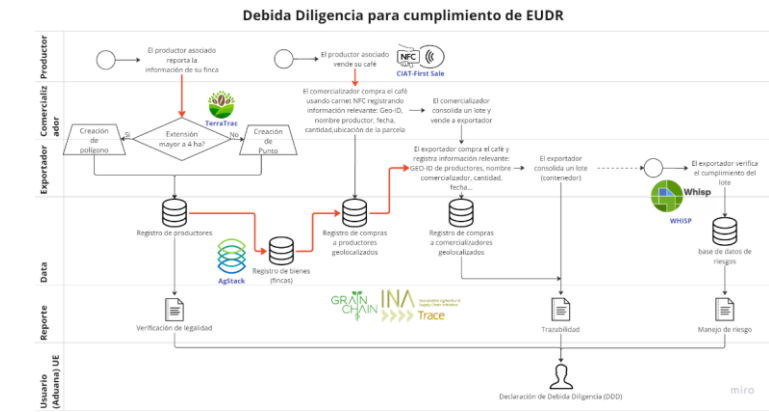 Debida Diligencia para cumplimiento de EUDR
Productor
El productor asociado
reporta la
información de su finca
El productor asociado
vende su café
NFC
CIAT-First Sale
Comercializ
ador
TerraTrac
El comercializador compra el café
usando carnet NFC registrando
información relevante: Geo-ID,
nombre productor, fecha,
cantidad,ubicación de la parcela
El comercializador
consolida un lote y
vende a exportador
Exportador
Creación
de
polígono
Si
Extensión
mayor a 4 ha?
No
Creación
de
Punto
El exportador compra el café y
registra información relevante:
GEO-ID de productores, nombre
comercializador, cantidad,
fecha...
El exportador
consolida un lote
(contenedor)
El exportador verifica
el cumplimiento del
lote
Whisp
WHISP
Data
Registro de productores
AgStack
Registro de bienes
(fincas)
Registro de compras
a productores
geolocalizados
Registro de compras
a comercializadores
geolocalizados
base de datos de
riesgos
Reporte
Verificación de legalidad
GRAIN
CHAIN
INA
Trace
Trazabilidad
Manejo de riesgo
Usuario
(Aduana) UE
Declaración de Debida Diligencia (DDD)
miro